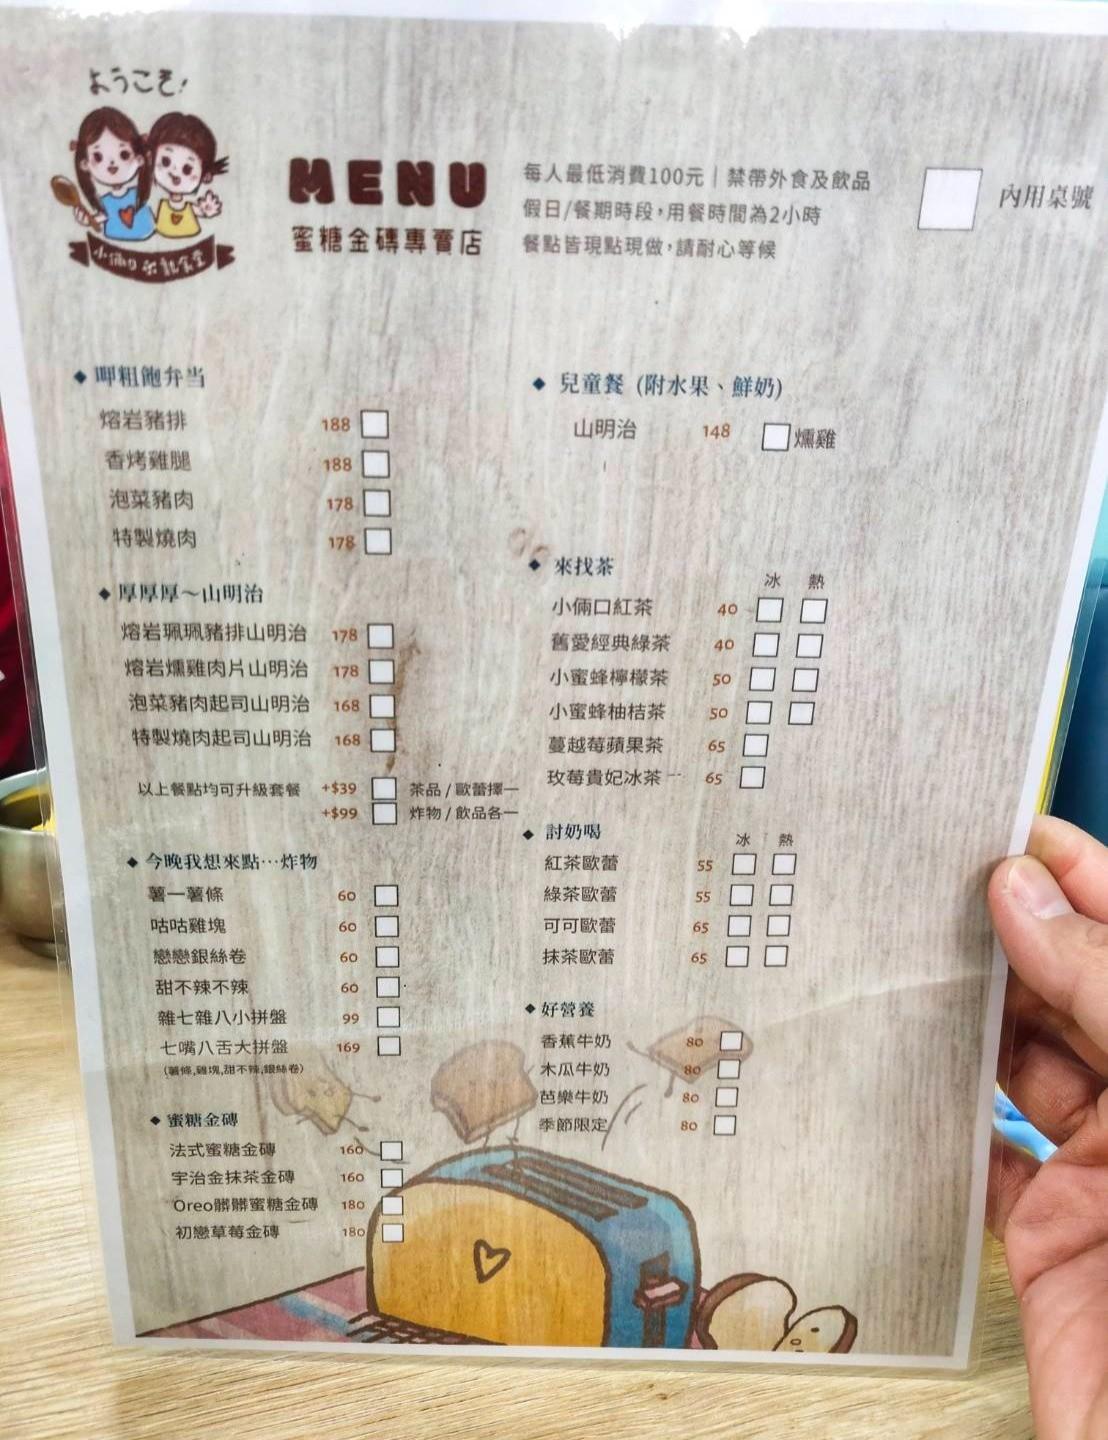 ようこそ!
MENU
蜜糖金磚專賣店
每人最低消費100元 | 禁帶外食及飲品
假日/餐期時段,用餐時間為2小時
餐點皆現點現做,請耐心等候
內用桌號
◆ 呷粗飽弁当
熔岩豬排 188
香烤雞腿 188
泡菜豬肉 178
特製燒肉 178
◆ 厚厚厚～山明治
熔岩珮珮豬排山明治 178
熔岩燻雞肉片山明治 178
泡菜豬肉起司山明治 168
特製燒肉起司山明治 168
以上餐點均可升級套餐 +$39 茶品 / 歐蕾擇一
+$99 炸物 / 飲品各一
◆ 今晚我想來點…炸物
薯一薯條 60
咕咕雞塊 60
戀戀銀絲卷 60
甜不辣不辣 60
雜七雜八小拼盤 99
七嘴八舌大拼盤 169
(薯條,雞塊,甜不辣,銀絲卷)
◆ 蜜糖金磚
法式蜜糖金磚 160
宇治金抹茶金磚 160
Oreo髒髒蜜糖金磚 180
初戀草莓金磚 180
◆ 兒童餐 (附水果、鮮奶)
山明治 148 燻雞
◆ 來找茶
冰 熱
小倆口紅茶 40
舊愛經典綠茶 40
小蜜蜂檸檬茶 50
小蜜蜂柚桔茶 50
蔓越莓蘋果茶 65
玫莓貴妃冰茶 65
◆ 討奶喝
冰 熱
紅茶歐蕾 55
綠茶歐蕾 55
可可歐蕾 65
抹茶歐蕾 65
◆ 好營養
香蕉牛奶 80
木瓜牛奶 80
芭樂牛奶 80
季節限定 80